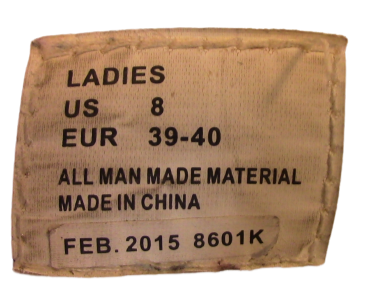 LADIES
US 8
EUR 39-40
ALL MAN MADE MATERIAL
MADE IN CHINA
FEB. 2015 8601K